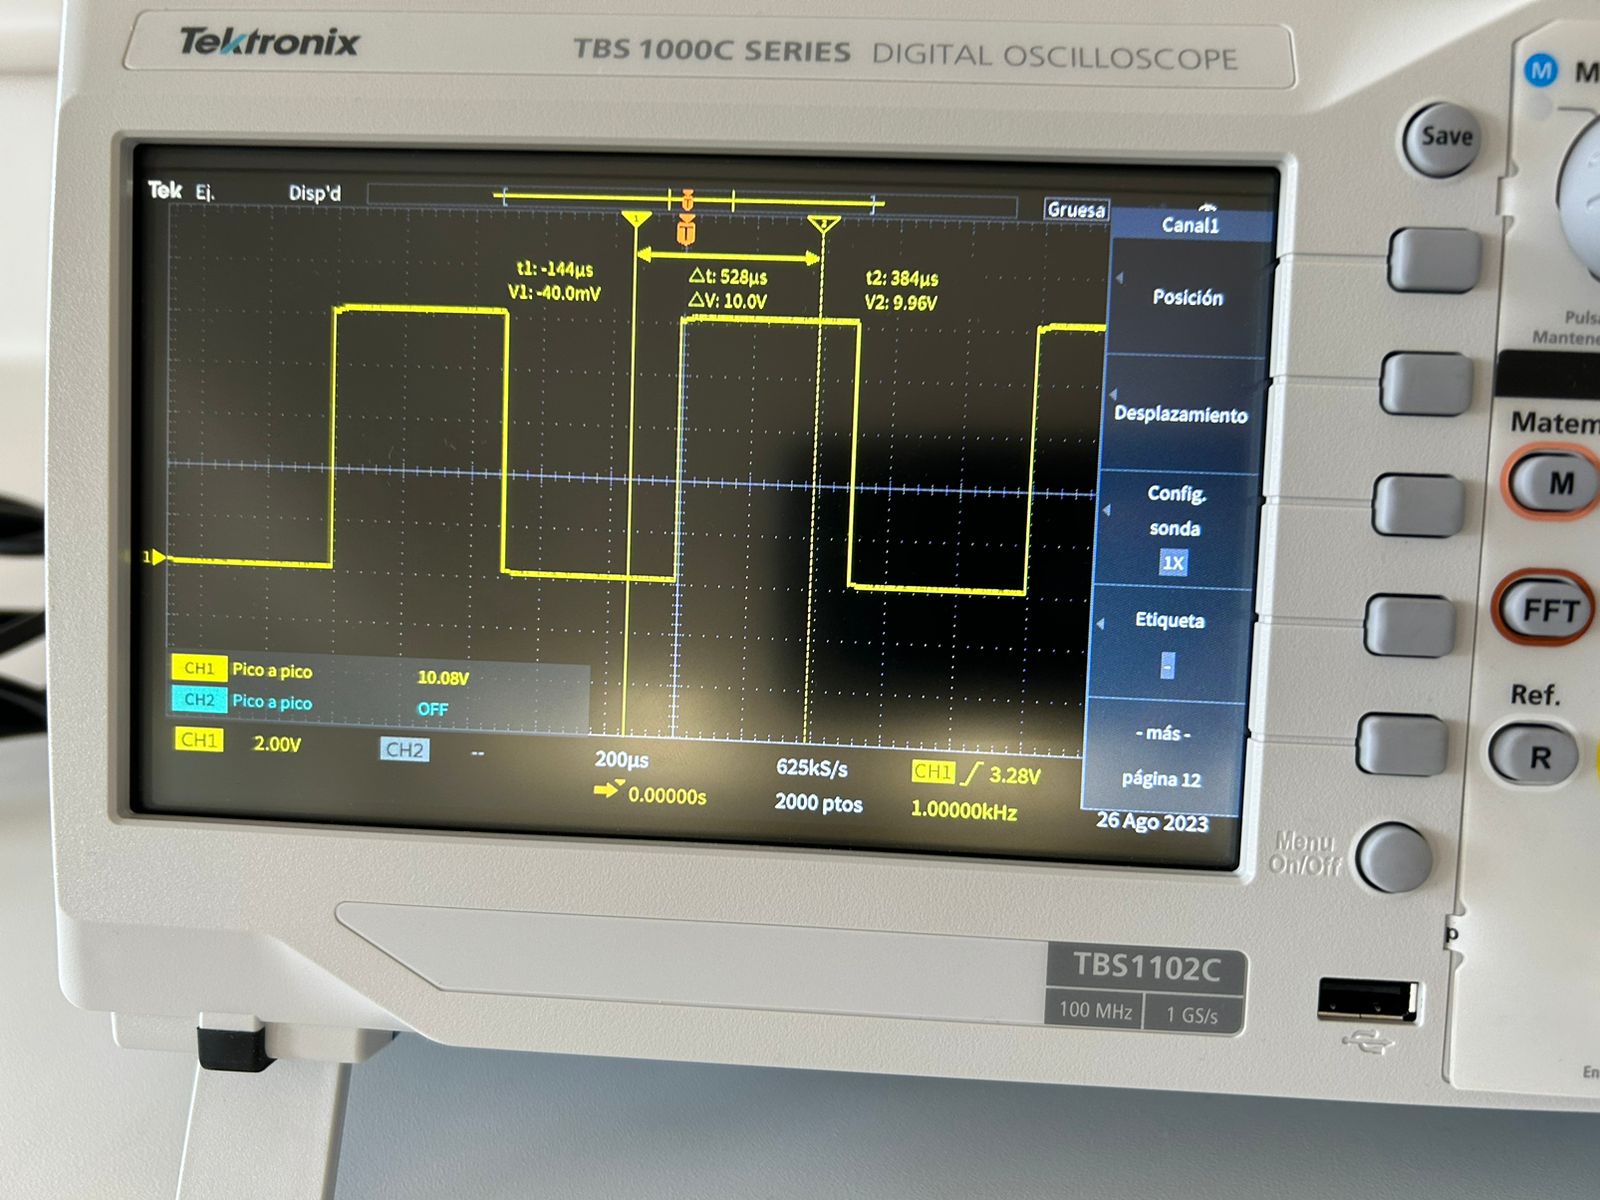 Tektronix
TBS 1000C SERIES DIGITAL OSCILLOSCOPE
M
Save
Tek Ej. Disp'd
Gruesa
Canal1
T
1 2
T
t1: -144µs
V1: -40.0mV
△t: 528µs
△V: 10.0V
t2: 384µs
V2: 9.96V
Posición
Desplazamiento
Config.
sonda
1X
Etiqueta
-
- más -
página 12
1
CH1 Pico a pico 10.08V
CH2 Pico a pico OFF
CH1 2.00V CH2 -- 200µs 625kS/s CH1 3.28V
0.00000s 2000 ptos 1.00000kHz
26 Ago 2023
M
FFT
Ref.
R
Menu
On/Off
TBS1102C
100 MHz 1 GS/s